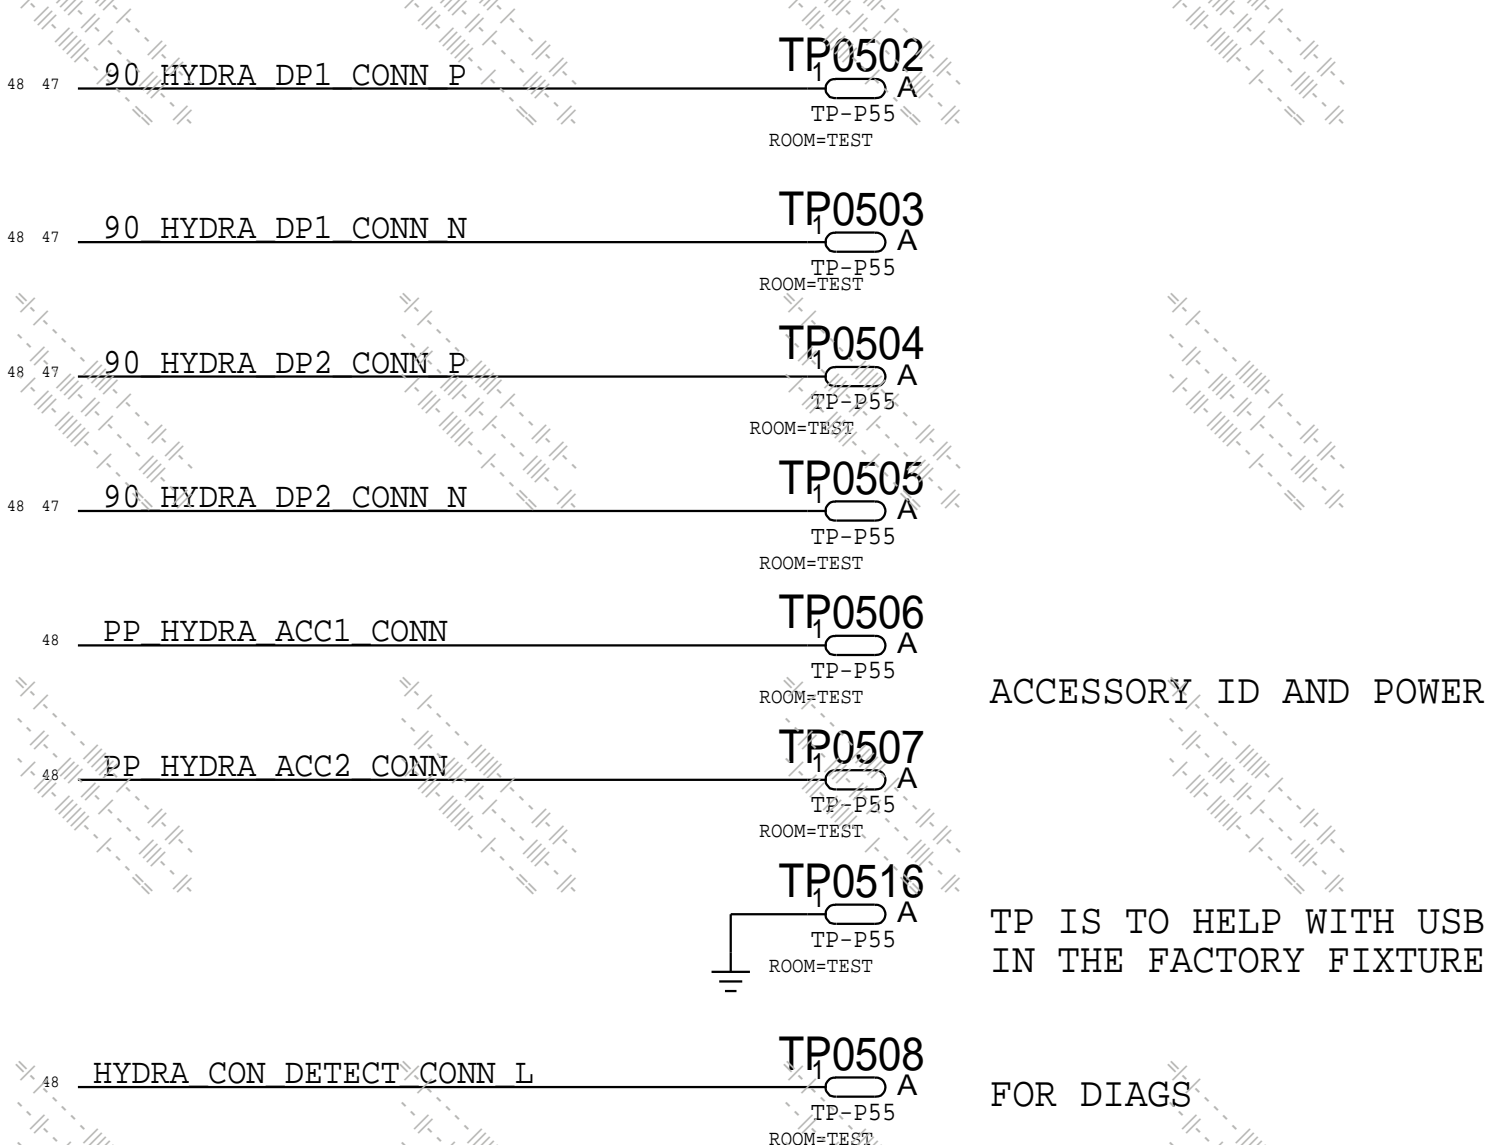 TP0502
48 47 90_HYDRA_DP1_CONN_P 1 A
TP-P55
ROOM=TEST
TP0503
48 47 90_HYDRA_DP1_CONN_N 1 A
TP-P55
ROOM=TEST
TP0504
48 47 90_HYDRA_DP2_CONN_P 1 A
TP-P55
ROOM=TEST
TP0505
48 47 90_HYDRA_DP2_CONN_N 1 A
TP-P55
ROOM=TEST
TP0506
48 PP_HYDRA_ACC1_CONN 1 A
TP-P55
ROOM=TEST ACCESSORY ID AND POWER
TP0507
48 PP_HYDRA_ACC2_CONN 1 A
TP-P55
ROOM=TEST
TP0516
1 A TP IS TO HELP WITH USB
TP-P55
ROOM=TEST IN THE FACTORY FIXTURE
TP0508
48 HYDRA_CON_DETECT_CONN_L 1 A FOR DIAGS
TP-P55
ROOM=TEST